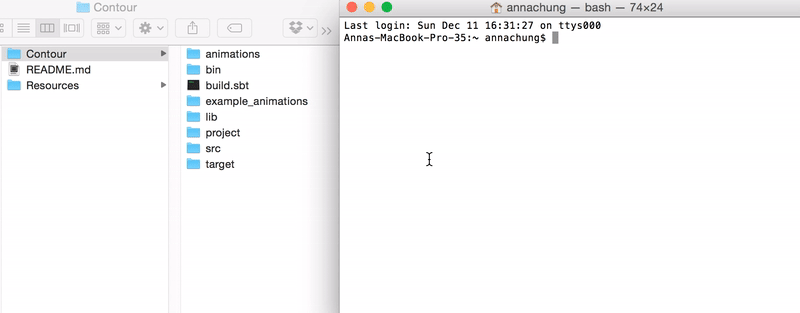 Contour
Contour
README.md
Resources
animations
bin
build.sbt
example_animations
lib
project
src
target
annachung — bash — 74×24
Last login: Sun Dec 11 16:31:27 on ttys000
Annas-MacBook-Pro-35:~ annachung$